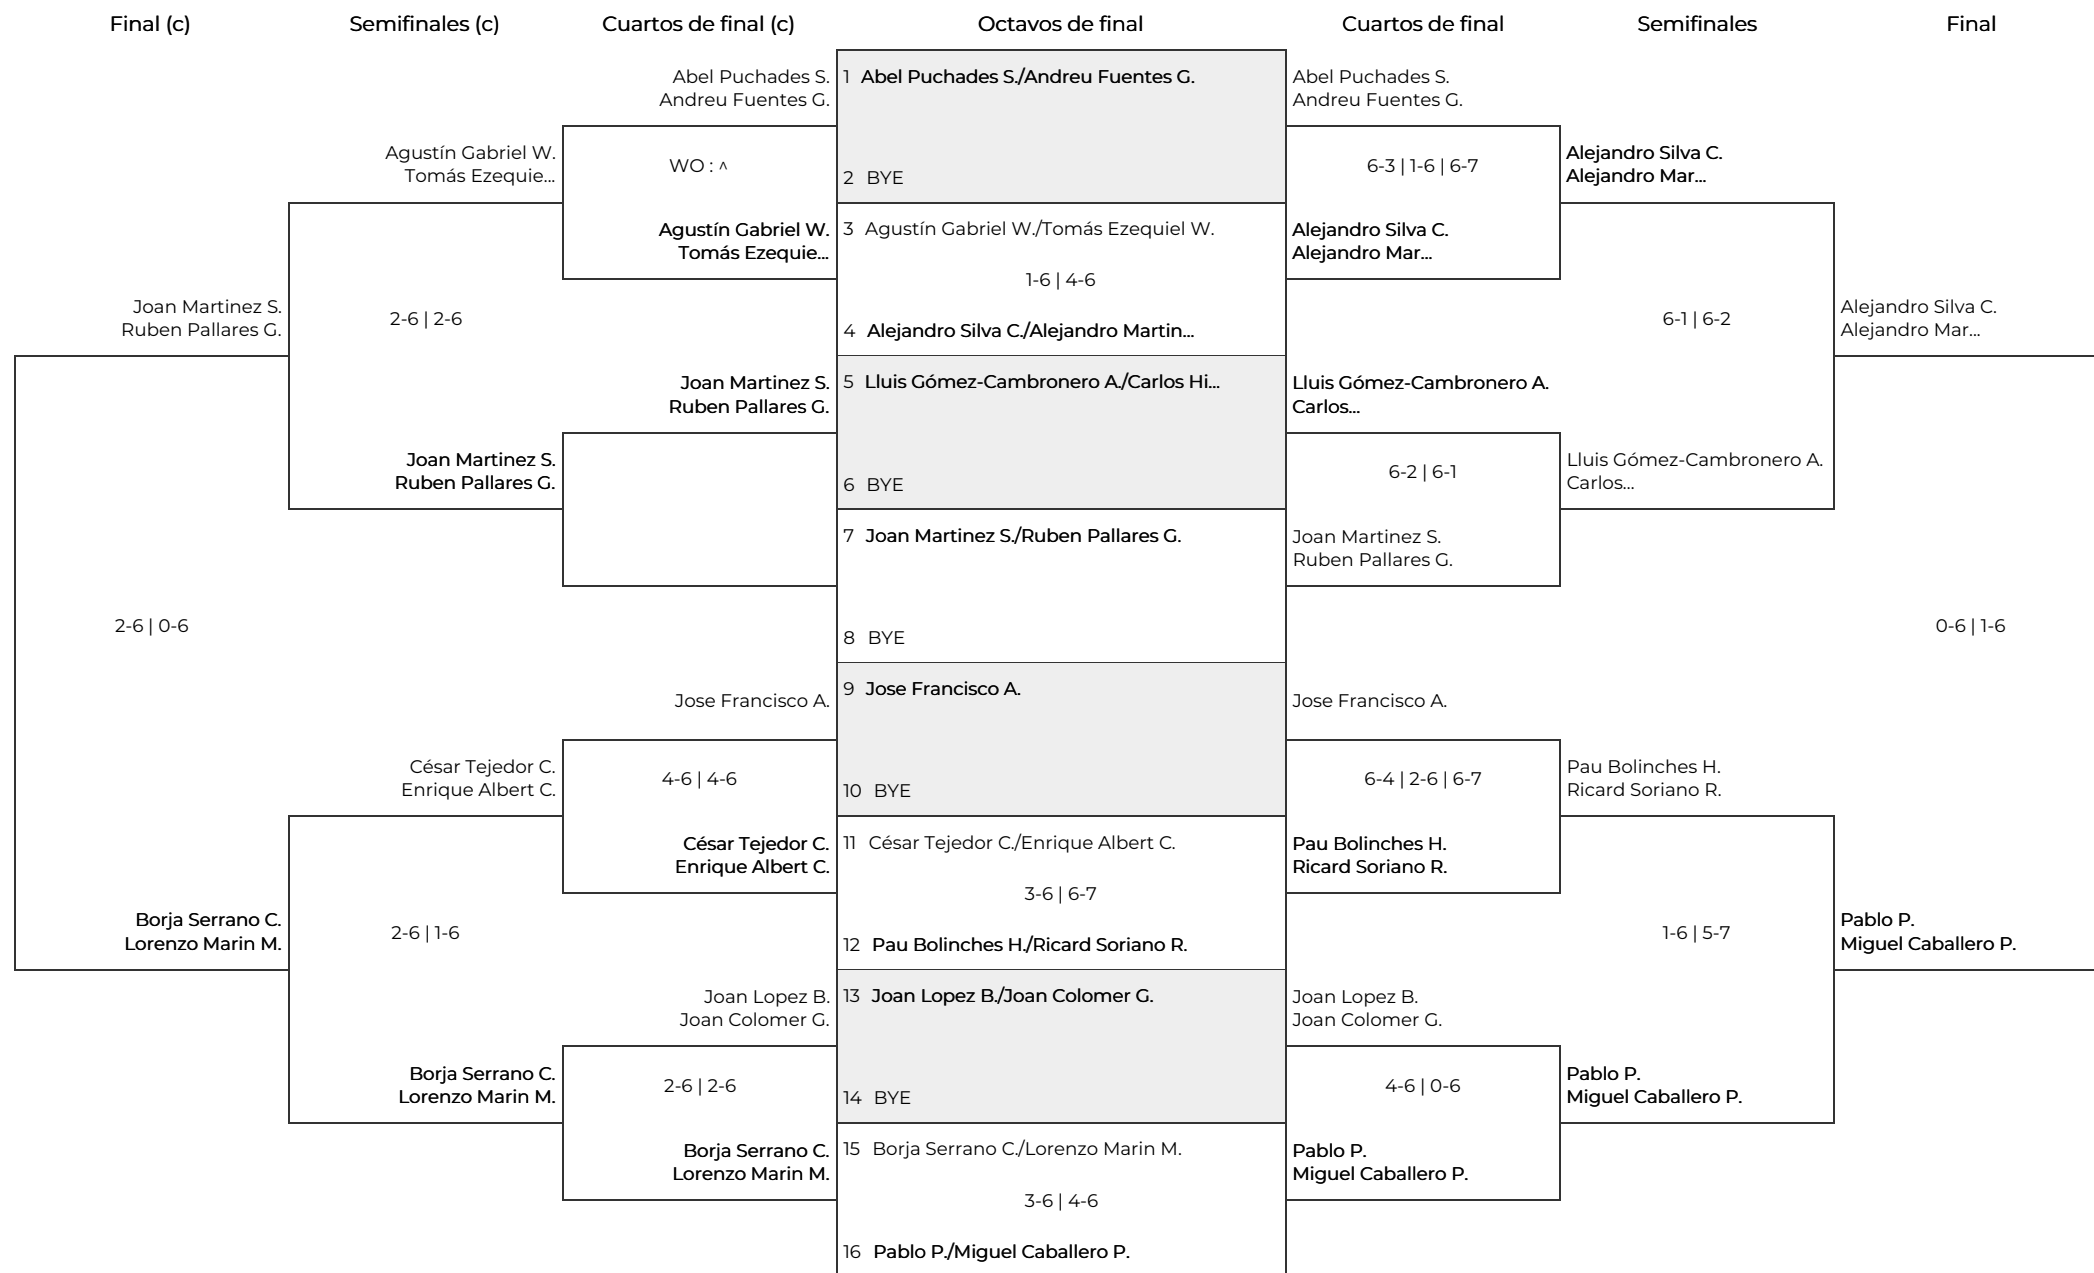 Final (c)
Semifinales (c)
Cuartos de final (c)
Octavos de final
Cuartos de final
Semifinales
Final
Joan Martinez S.
Ruben Pallares G.
2-6 | 0-6
Borja Serrano C.
Lorenzo Marin M.
Agustín Gabriel W.
Tomás Ezequie...
2-6 | 2-6
Joan Martinez S.
Ruben Pallares G.
César Tejedor C.
Enrique Albert C.
2-6 | 1-6
Borja Serrano C.
Lorenzo Marin M.
Abel Puchades S.
Andreu Fuentes G.
WO : ^
Agustín Gabriel W.
Tomás Ezequie...
Joan Martinez S.
Ruben Pallares G.
Jose Francisco A.
4-6 | 4-6
César Tejedor C.
Enrique Albert C.
Joan Lopez B.
Joan Colomer G.
2-6 | 2-6
Borja Serrano C.
Lorenzo Marin M.
1 Abel Puchades S./Andreu Fuentes G.
2 BYE
3 Agustín Gabriel W./Tomás Ezequiel W.
1-6 | 4-6
4 Alejandro Silva C./Alejandro Martin...
5 Lluis Gómez-Cambronero A./Carlos Hi...
6 BYE
7 Joan Martinez S./Ruben Pallares G.
8 BYE
9 Jose Francisco A.
10 BYE
11 César Tejedor C./Enrique Albert C.
3-6 | 6-7
12 Pau Bolinches H./Ricard Soriano R.
13 Joan Lopez B./Joan Colomer G.
14 BYE
15 Borja Serrano C./Lorenzo Marin M.
3-6 | 4-6
16 Pablo P./Miguel Caballero P.
Abel Puchades S.
Andreu Fuentes G.
6-3 | 1-6 | 6-7
Alejandro Silva C.
Alejandro Mar...
Lluis Gómez-Cambronero A.
Carlos...
6-2 | 6-1
Joan Martinez S.
Ruben Pallares G.
Jose Francisco A.
6-4 | 2-6 | 6-7
Pau Bolinches H.
Ricard Soriano R.
Joan Lopez B.
Joan Colomer G.
4-6 | 0-6
Pablo P.
Miguel Caballero P.
Alejandro Silva C.
Alejandro Mar...
6-1 | 6-2
Lluis Gómez-Cambronero A.
Carlos...
Pau Bolinches H.
Ricard Soriano R.
1-6 | 5-7
Pablo P.
Miguel Caballero P.
Alejandro Silva C.
Alejandro Mar...
0-6 | 1-6
Pablo P.
Miguel Caballero P.